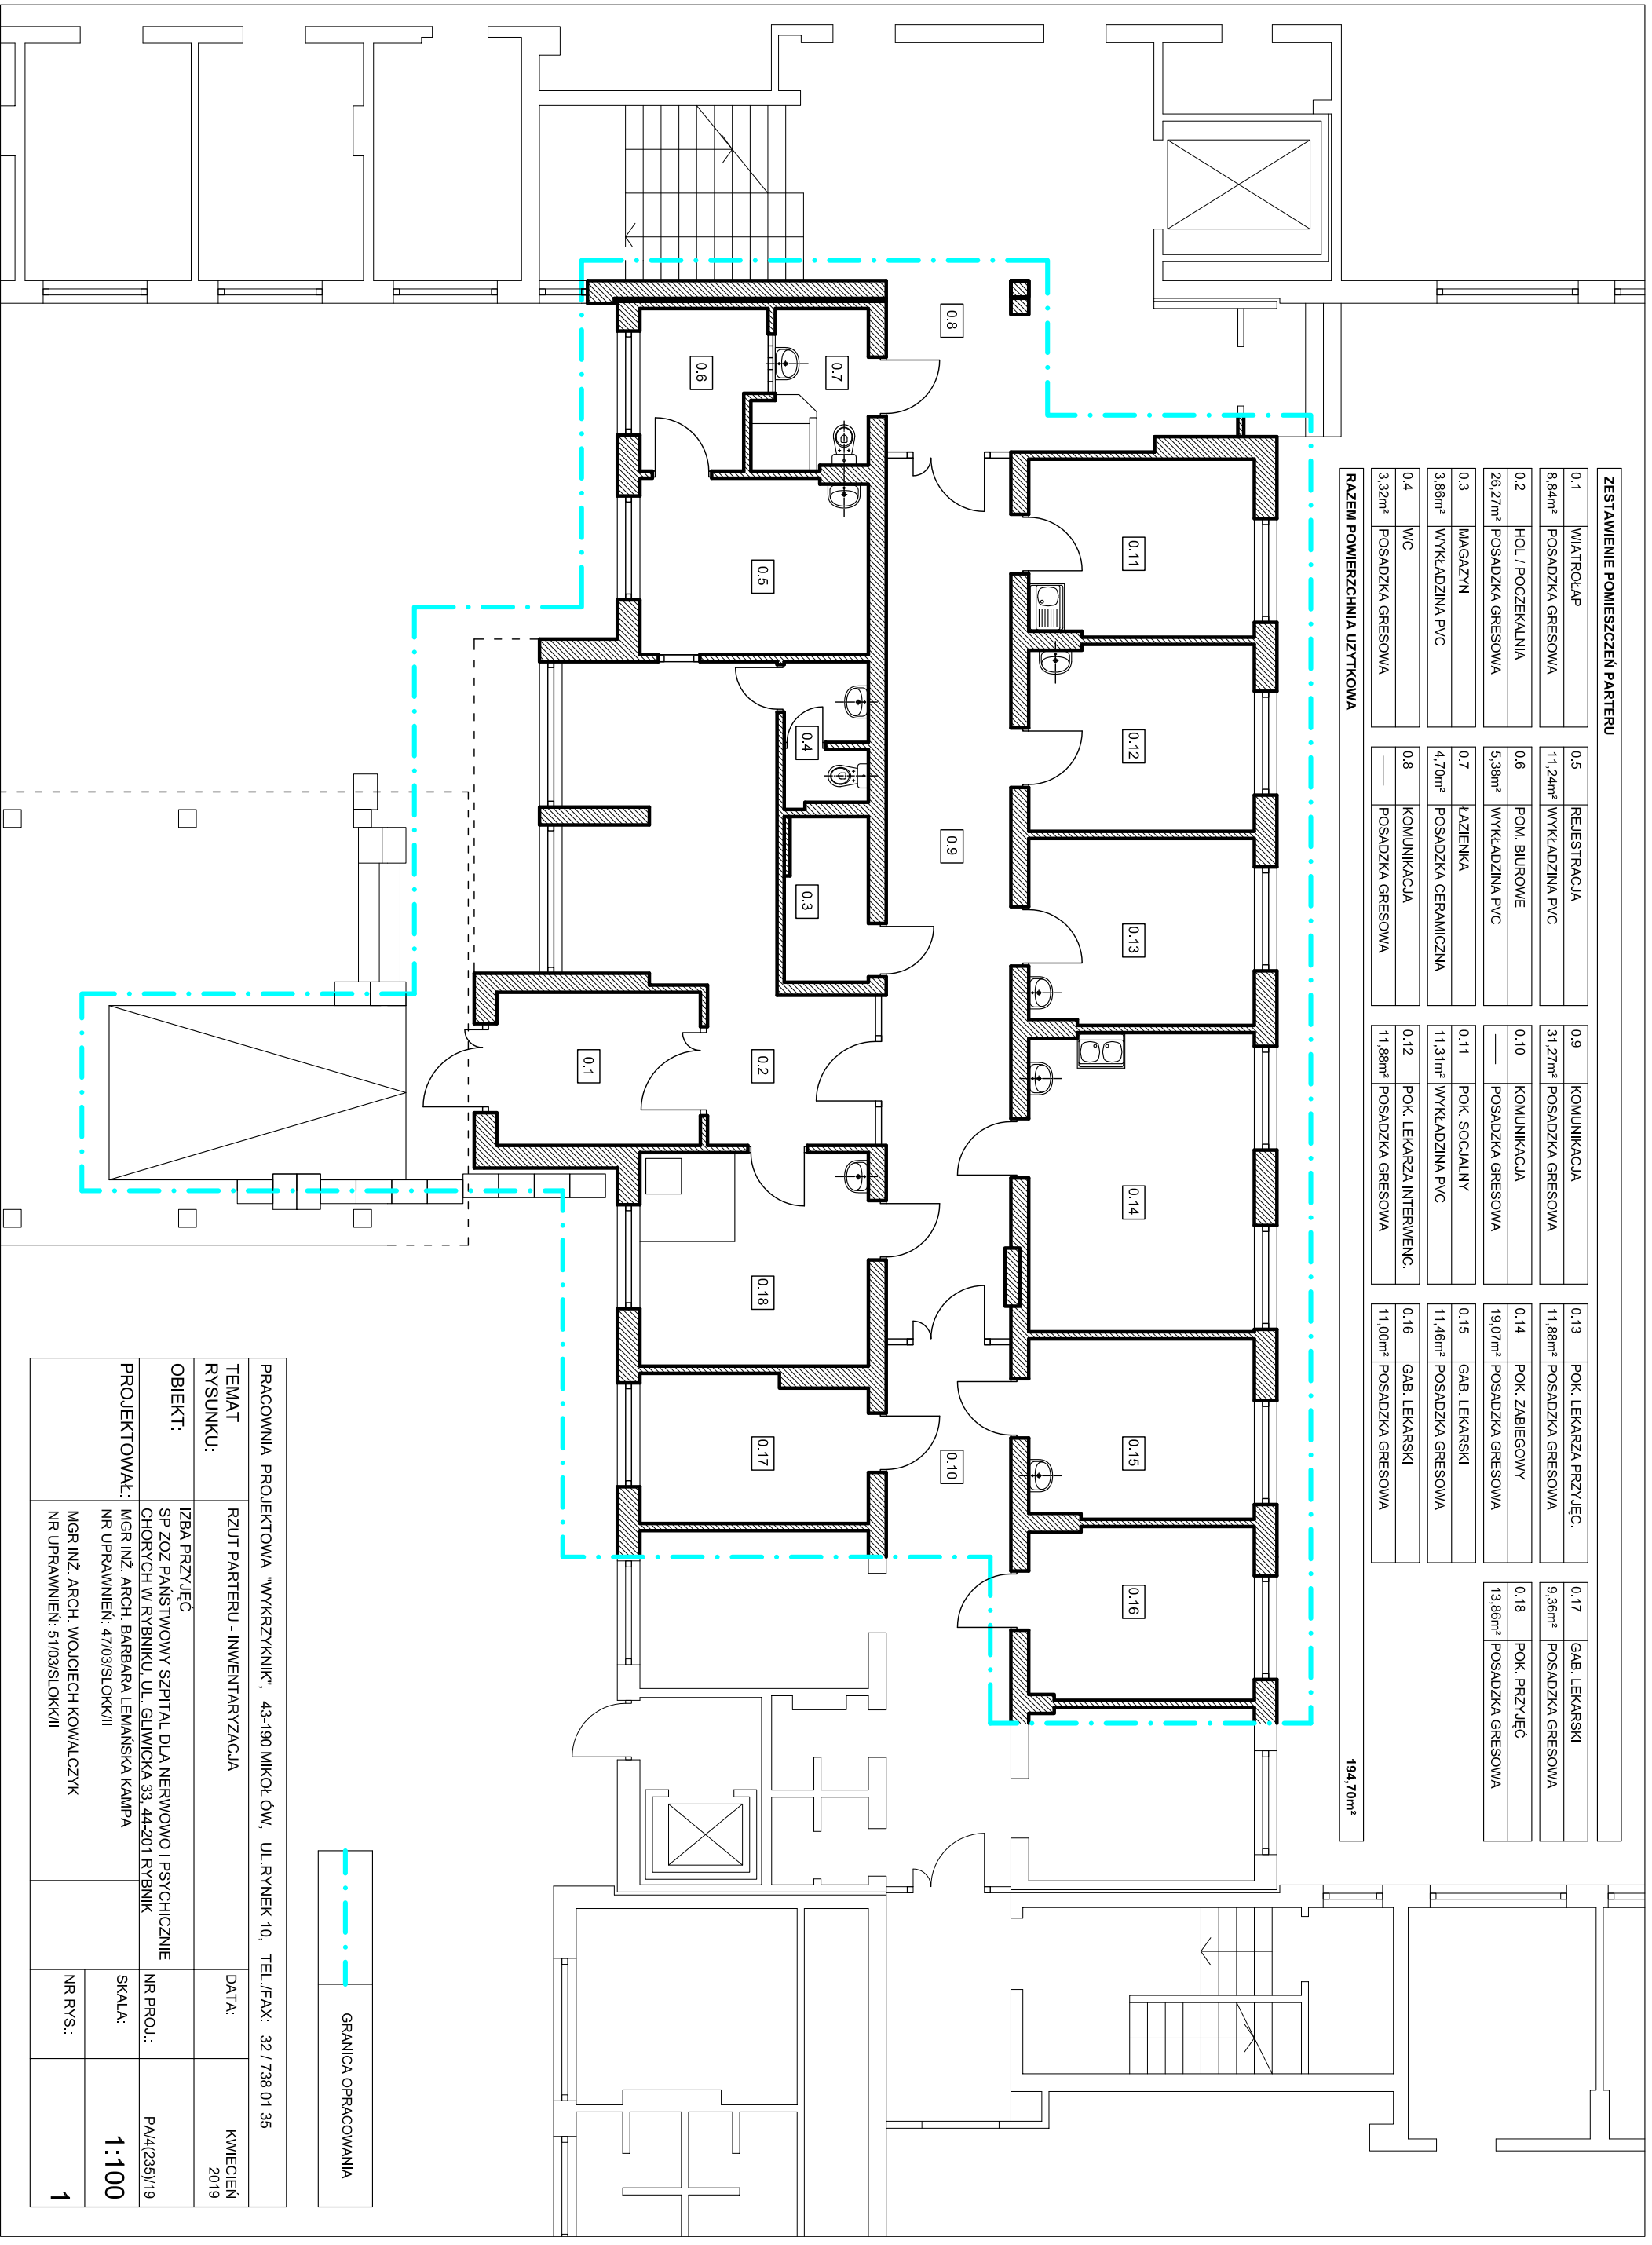 ZESTAWIENIE POMIESZCZEŃ PARTERU
0.1 WIATROŁAP
8,84m² POSADZKA GRESOWA
0.2 HOL / POCZEKALNIA
26,27m² POSADZKA GRESOWA
0.3 MAGAZYN
3,86m² WYKŁADZINA PVC
0.4 WC
3,32m² POSADZKA GRESOWA
0.5 REJESTRACJA
11,24m² WYKŁADZINA PVC
0.6 POM. BIUROWE
5,38m² WYKŁADZINA PVC
0.7 ŁAZIENKA
4,70m² POSADZKA CERAMICZNA
0.8 KOMUNIKACJA
—— POSADZKA GRESOWA
0.9 KOMUNIKACJA
31,27m² POSADZKA GRESOWA
0.10 KOMUNIKACJA
—— POSADZKA GRESOWA
0.11 POK. SOCJALNY
11,31m² WYKŁADZINA PVC
0.12 POK. LEKARZA INTERWENC.
11,88m² POSADZKA GRESOWA
0.13 POK. LEKARZA PRZYJĘC.
11,88m² POSADZKA GRESOWA
0.14 POK. ZABIEGOWY
19,07m² POSADZKA GRESOWA
0.15 GAB. LEKARSKI
11,46m² POSADZKA GRESOWA
0.16 GAB. LEKARSKI
11,00m² POSADZKA GRESOWA
0.17 GAB. LEKARSKI
9,36m² POSADZKA GRESOWA
0.18 POK. PRZYJĘĆ
13,86m² POSADZKA GRESOWA
RAZEM POWIERZCHNIA UŻYTKOWA 194,70m²
0.11
0.12
0.13
0.14
0.15
0.16
0.8
0.9
0.10
0.7
0.6
0.5
0.4
0.3
0.2
0.1
0.18
0.17
GRANICA OPRACOWANIA
PRACOWNIA PROJEKTOWA "WYKRZYKNIK", 43-190 MIKOŁÓW, UL.RYNEK 10, TEL./FAX: 32 / 738 01 35
TEMAT
RYSUNKU:
RZUT PARTERU - INWENTARYZACJA
DATA:
KWIECIEŃ
2019
OBIEKT:
IZBA PRZYJĘĆ
SP ZOZ PAŃSTWOWY SZPITAL DLA NERWOWO I PSYCHICZNIE
CHORYCH W RYBNIKU, UL. GLIWICKA 33, 44-201 RYBNIK
NR PROJ.:
PA/4(235)/19
PROJEKTOWAŁ:
MGR INŻ. ARCH. BARBARA LEMAŃSKA KAMPA
NR UPRAWNIEŃ: 47/03/SLOKK/II
SKALA:
1:100
MGR INŻ. ARCH. WOJCIECH KOWALCZYK
NR UPRAWNIEŃ: 51/03/SLOKK/II
NR RYS.:
1